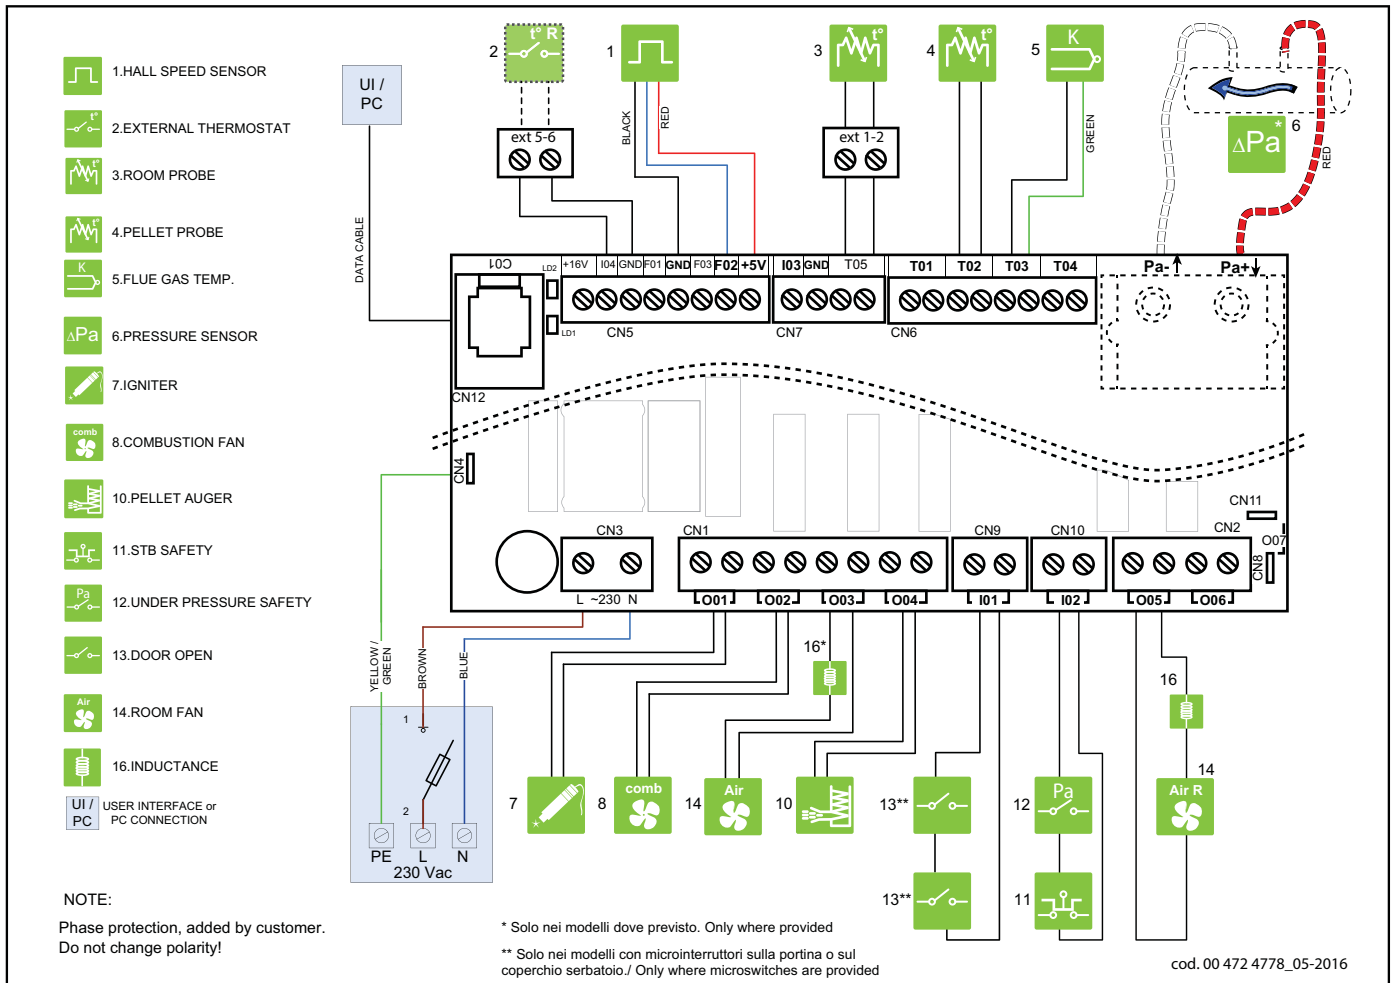 1.HALL SPEED SENSOR
2.EXTERNAL THERMOSTAT
3.ROOM PROBE
4.PELLET PROBE
5.FLUE GAS TEMP.
6.PRESSURE SENSOR
7.IGNITER
8.COMBUSTION FAN
10.PELLET AUGER
11.STB SAFETY
12.UNDER PRESSURE SAFETY
13.DOOR OPEN
14.ROOM FAN
16.INDUCTANCE
UI / PC
USER INTERFACE or
PC CONNECTION
t°
t°
t°
K
ΔPa
comb
Pa
Air
UI /
PC
DATA CABLE
2
t° R
ext 5-6
1
BLACK
RED
3
t°
ext 1-2
4
t°
5
K
GREEN
6
ΔPa*
RED
C01
LD2
LD1
+16V I04 GND F01 GND F03 F02 +5V
I03 GND T05
T01 T02 T03 T04
Pa- Pa+
CN5
CN7
CN6
CN12
CN4
CN11
CN2
O07
CN8
CN3
CN1
CN9
CN10
L ~230 N
O01 O02 O03 O04
I01
I02
O05 O06
YELLOW /
GREEN
BROWN
BLUE
1
2
PE L N
230 Vac
16*
16
7
8
comb
14
Air
10
13**
13**
12
Pa
11
14
Air R
NOTE:
Phase protection, added by customer.
Do not change polarity!
* Solo nei modelli dove previsto. Only where provided
** Solo nei modelli con microinterruttori sulla portina o sul
coperchio serbatoio./ Only where microswitches are provided
cod. 00 472 4778_05-2016